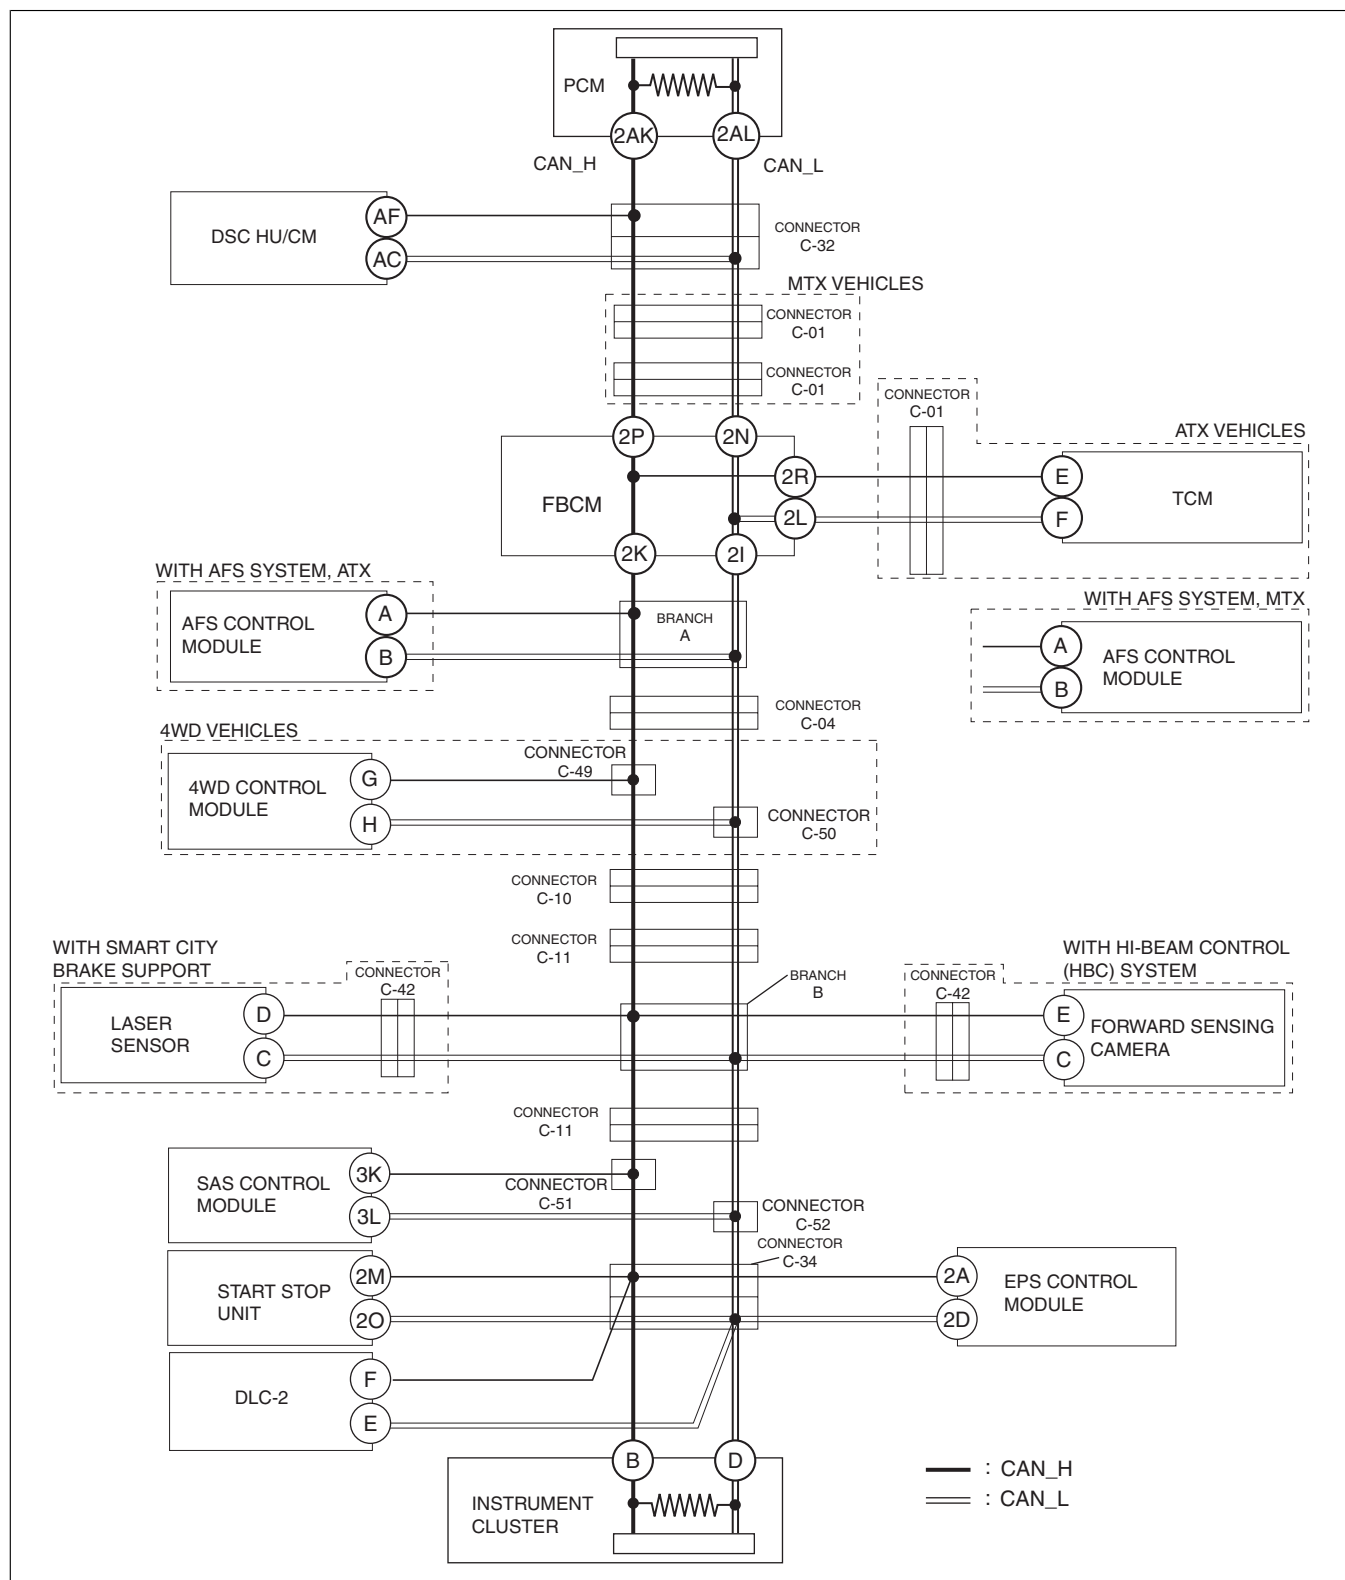 PCM
2AK
2AL
CAN_H
CAN_L
DSC HU/CM
AF
AC
CONNECTOR
C-32
MTX VEHICLES
CONNECTOR
C-01
CONNECTOR
C-01
CONNECTOR
C-01
ATX VEHICLES
2P
2N
2R
2L
FBCM
2K
2I
E
F
TCM
WITH AFS SYSTEM, ATX
AFS CONTROL
MODULE
A
B
BRANCH
A
WITH AFS SYSTEM, MTX
A
B
AFS CONTROL
MODULE
CONNECTOR
C-04
4WD VEHICLES
4WD CONTROL
MODULE
G
H
CONNECTOR
C-49
CONNECTOR
C-50
CONNECTOR
C-10
CONNECTOR
C-11
WITH SMART CITY
BRAKE SUPPORT
CONNECTOR
C-42
LASER
SENSOR
D
C
BRANCH
B
WITH HI-BEAM CONTROL
(HBC) SYSTEM
CONNECTOR
C-42
E
C
FORWARD SENSING
CAMERA
CONNECTOR
C-11
SAS CONTROL
MODULE
3K
3L
CONNECTOR
C-51
CONNECTOR
C-52
CONNECTOR
C-34
START STOP
UNIT
2M
2O
2A
2D
EPS CONTROL
MODULE
DLC-2
F
E
B
D
INSTRUMENT
CLUSTER
: CAN_H
: CAN_L